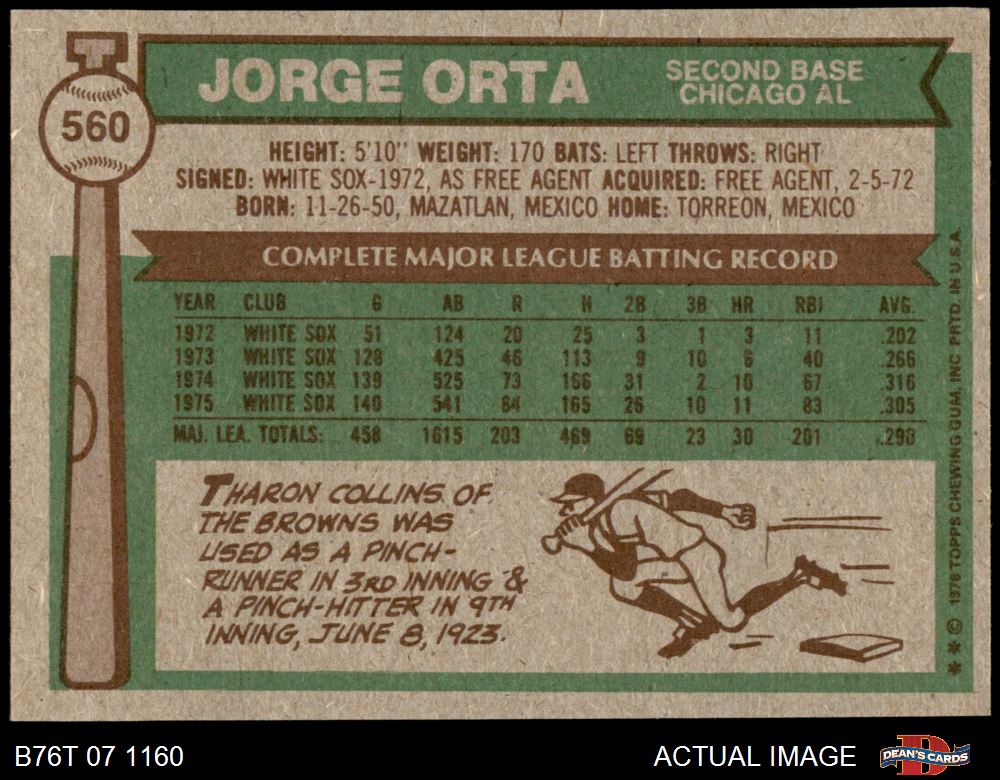 560
JORGE ORTA
SECOND BASE
CHICAGO AL
HEIGHT: 5'10" WEIGHT: 170 BATS: LEFT THROWS: RIGHT
SIGNED: WHITE SOX-1972, AS FREE AGENT ACQUIRED: FREE AGENT, 2-5-72
BORN: 11-26-50, MAZATLAN, MEXICO HOME: TORREON, MEXICO
COMPLETE MAJOR LEAGUE BATTING RECORD
YEAR CLUB G AB R H 2B 3B HR RBI AVG.
1972 WHITE SOX 51 124 20 25 3 1 3 11 .202
1973 WHITE SOX 128 425 46 113 9 10 6 40 .266
1974 WHITE SOX 139 525 73 166 31 2 10 67 .316
1975 WHITE SOX 140 541 64 165 26 10 11 83 .305
MAJ. LEA. TOTALS: 458 1615 203 469 69 23 30 201 .290
THARON COLLINS OF
THE BROWNS WAS
USED AS A PINCH-
RUNNER IN 3RD INNING &
A PINCH-HITTER IN 9TH
INNING, JUNE 8, 1923.
** © 1976 TOPPS CHEWING GUM, INC PRTD. IN U.S.A.
B76T 07 1160
ACTUAL IMAGE
DEAN'S CARDS